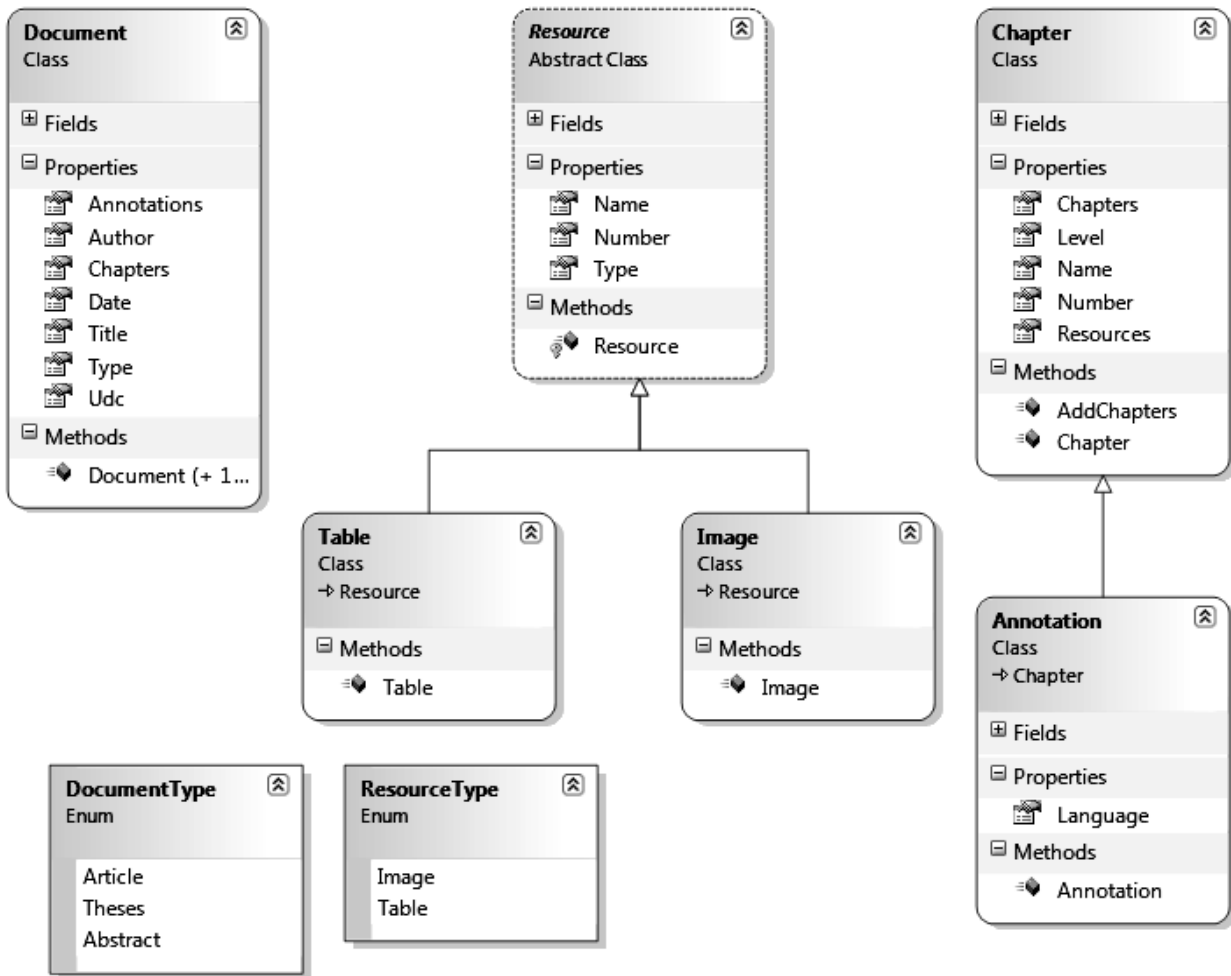 Document
Class
Fields
Properties
Annotations
Author
Chapters
Date
Title
Type
Udc
Methods
Document (+ 1...
Resource
Abstract Class
Fields
Properties
Name
Number
Type
Methods
Resource
Chapter
Class
Fields
Properties
Chapters
Level
Name
Number
Resources
Methods
AddChapters
Chapter
Table
Class
Resource
Methods
Table
Image
Class
Resource
Methods
Image
Annotation
Class
Chapter
Fields
Properties
Language
Methods
Annotation
DocumentType
Enum
Article
Theses
Abstract
ResourceType
Enum
Image
Table